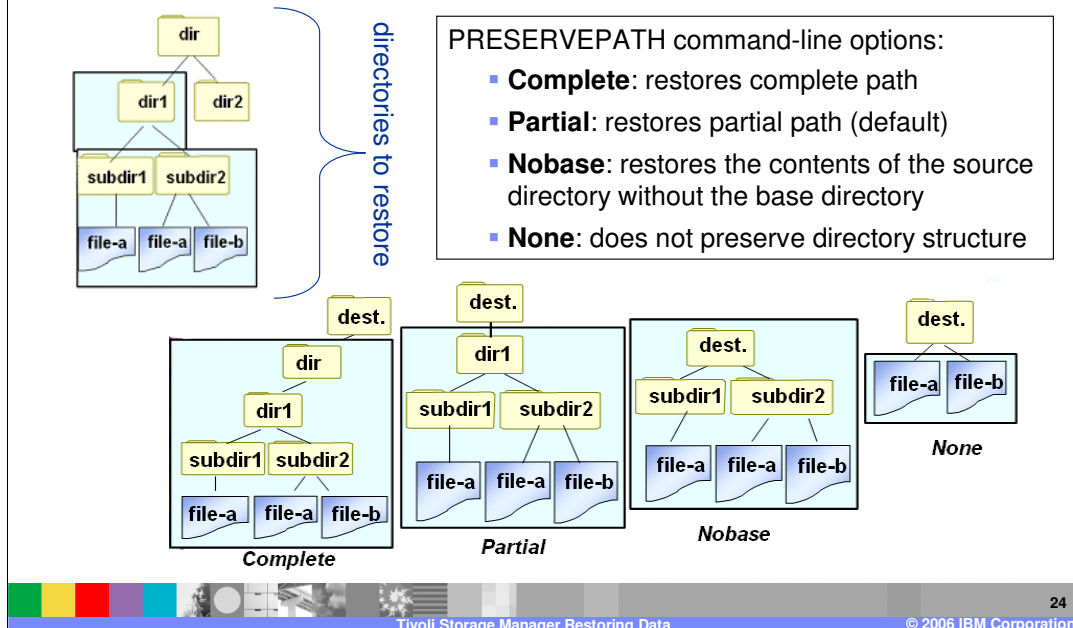 dir
dir1 dir2
subdir1 subdir2
file-a file-a file-b
directories to restore
PRESERVEPATH command-line options:
Complete: restores complete path
Partial: restores partial path (default)
Nobase: restores the contents of the source
directory without the base directory
None: does not preserve directory structure
dest.
dir
dir1
subdir1 subdir2
file-a file-a file-b
Complete
dest.
dir1
subdir1 subdir2
file-a file-a file-b
Partial
dest.
subdir1 subdir2
file-a file-a file-b
Nobase
dest.
file-a file-b
None
24
Tivoli Storage Manager Restoring Data
© 2006 IBM Corporation